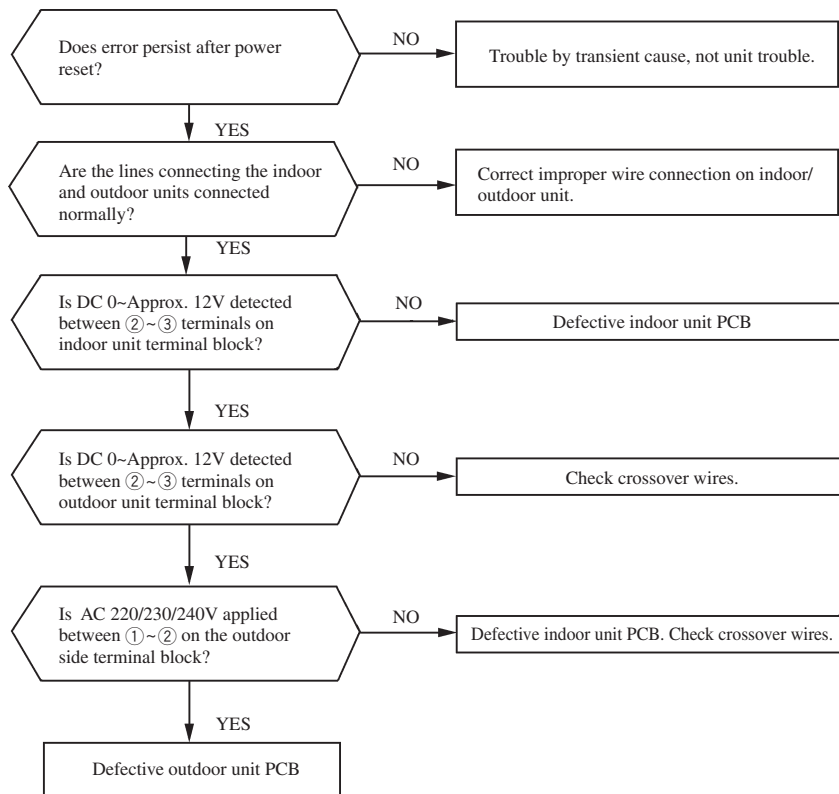 Does error persist after power
reset?
NO
Trouble by transient cause, not unit trouble.
YES
Are the lines connecting the indoor
and outdoor units connected
normally?
NO
Correct improper wire connection on indoor/
outdoor unit.
YES
Is DC 0~Approx. 12V detected
between ②~③ terminals on
indoor unit terminal block?
NO
Defective indoor unit PCB
YES
Is DC 0~Approx. 12V detected
between ②~③ terminals on
outdoor unit terminal block?
NO
Check crossover wires.
YES
Is AC 220/230/240V applied
between ①~② on the outdoor
side terminal block?
NO
Defective indoor unit PCB. Check crossover wires.
YES
Defective outdoor unit PCB